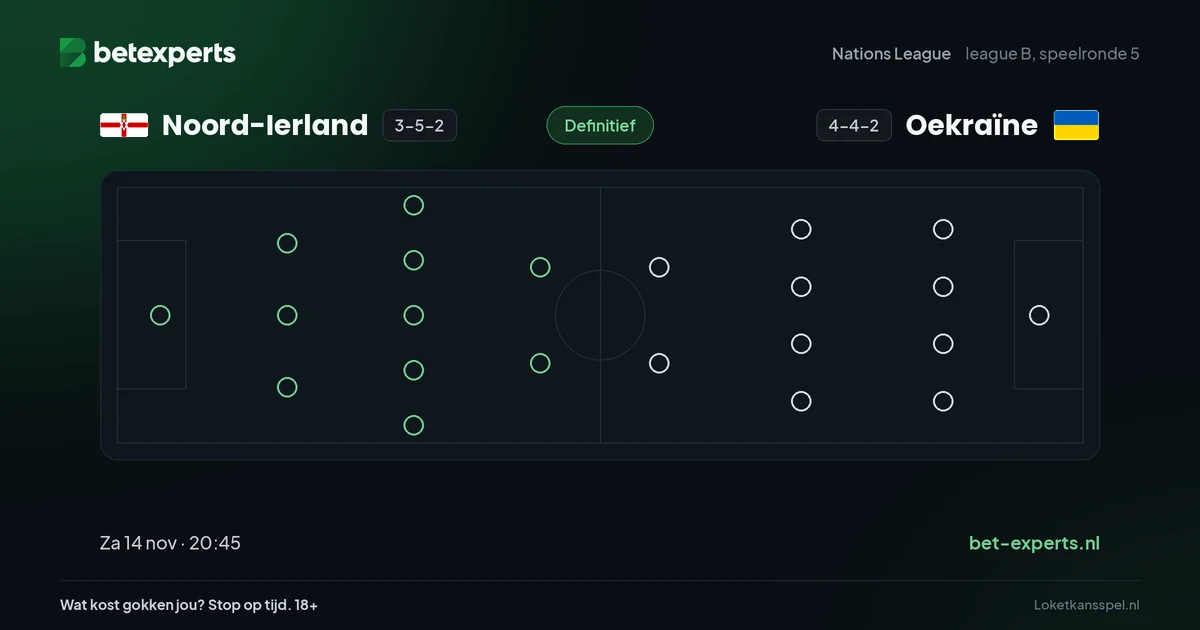 betexperts
Nations League league B, speelronde 5
Noord-Ierland 3-5-2 Definitief 4-4-2 Oekraïne
Za 14 nov · 20:45
bet-experts.nl
Wat kost gokken jou? Stop op tijd. 18+
Loketkansspel.nl